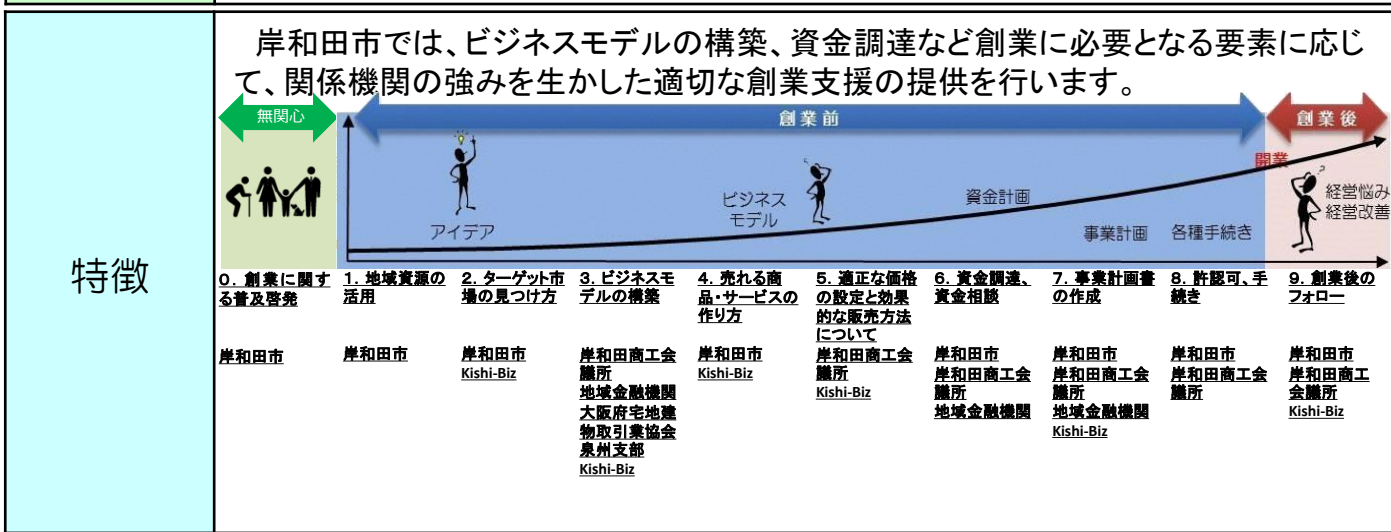 特徴
岸和田市では、ビジネスモデルの構築、資金調達など創業に必要となる要素に応じ
て、関係機関の強みを生かした適切な創業支援の提供を行います。
無関心
創業前
創業後
開業
アイデア
ビジネス
モデル
資金計画
事業計画
各種手続き
経営悩み
経営改善
0．創業に関す
る普及啓発
岸和田市
1．地域資源の
活用
岸和田市
2．ターゲット市
場の見つけ方
岸和田市
Kishi-Biz
3．ビジネスモ
デルの構築
岸和田商工会
議所
地域金融機関
大阪府宅地建
物取引業協会
泉州支部
Kishi-Biz
4．売れる商
品・サービスの
作り方
岸和田市
Kishi-Biz
5．適正な価格
の設定と効果
的な販売方法
について
岸和田商工会
議所
Kishi-Biz
6．資金調達、
資金相談
岸和田市
岸和田商工会
議所
地域金融機関
7．事業計画書
の作成
岸和田市
岸和田商工会
議所
地域金融機関
Kishi-Biz
8．許認可、手
続き
岸和田市
岸和田商工会
議所
9．創業後の
フォロー
岸和田市
岸和田商工
会議所
Kishi-Biz